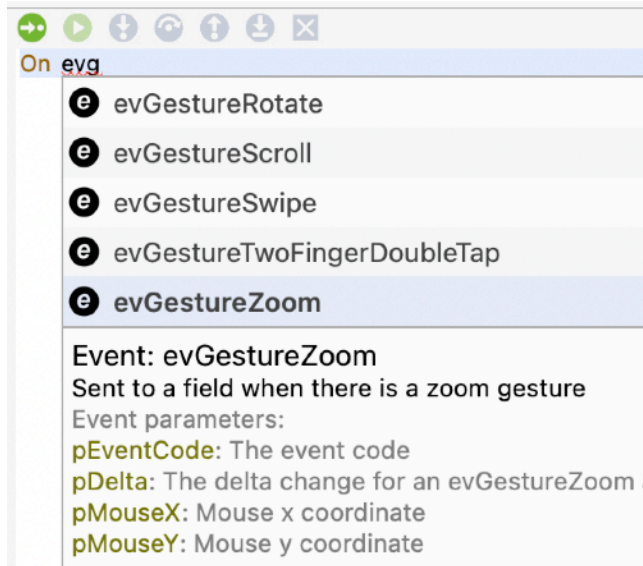 On evg
e evGestureRotate
e evGestureScroll
e evGestureSwipe
e evGestureTwoFingerDoubleTap
e evGestureZoom
Event: evGestureZoom
Sent to a field when there is a zoom gesture
Event parameters:
pEventCode: The event code
pDelta: The delta change for an evGestureZoom
pMouseX: Mouse x coordinate
pMouseY: Mouse y coordinate